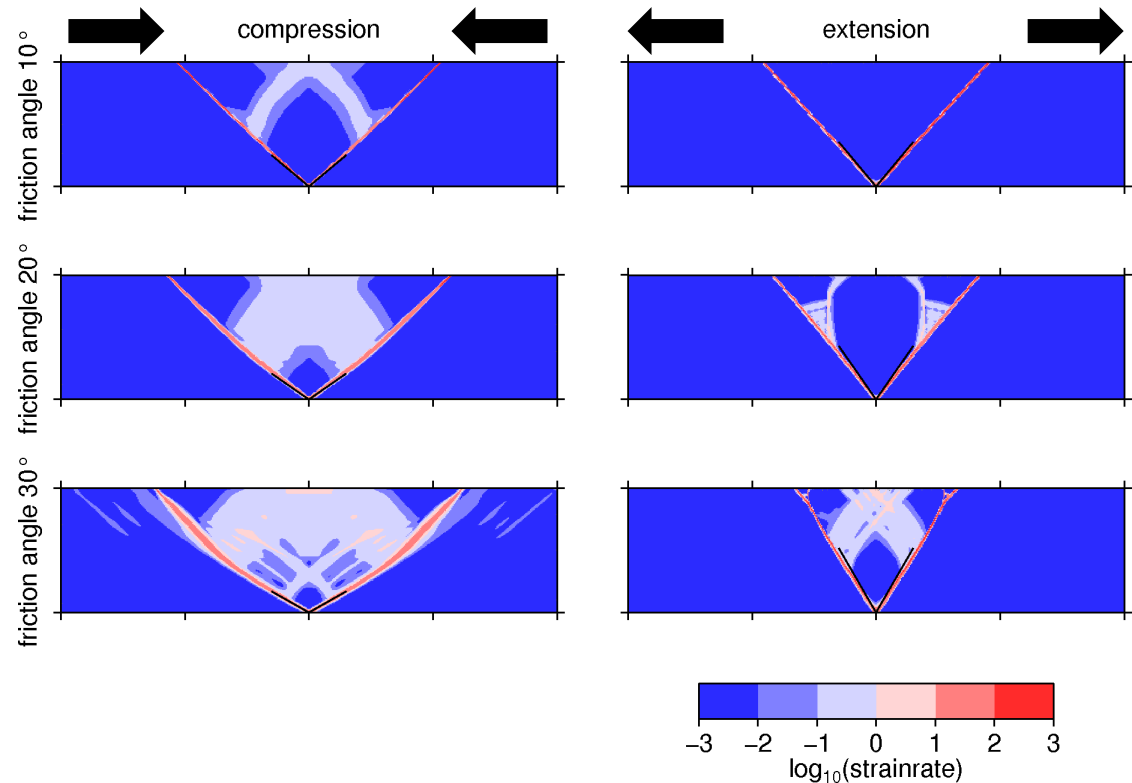 compression
extension
friction angle 10°
friction angle 20°
friction angle 30°
−3 −2 −1 0 1 2 3
log₁₀(strainrate)